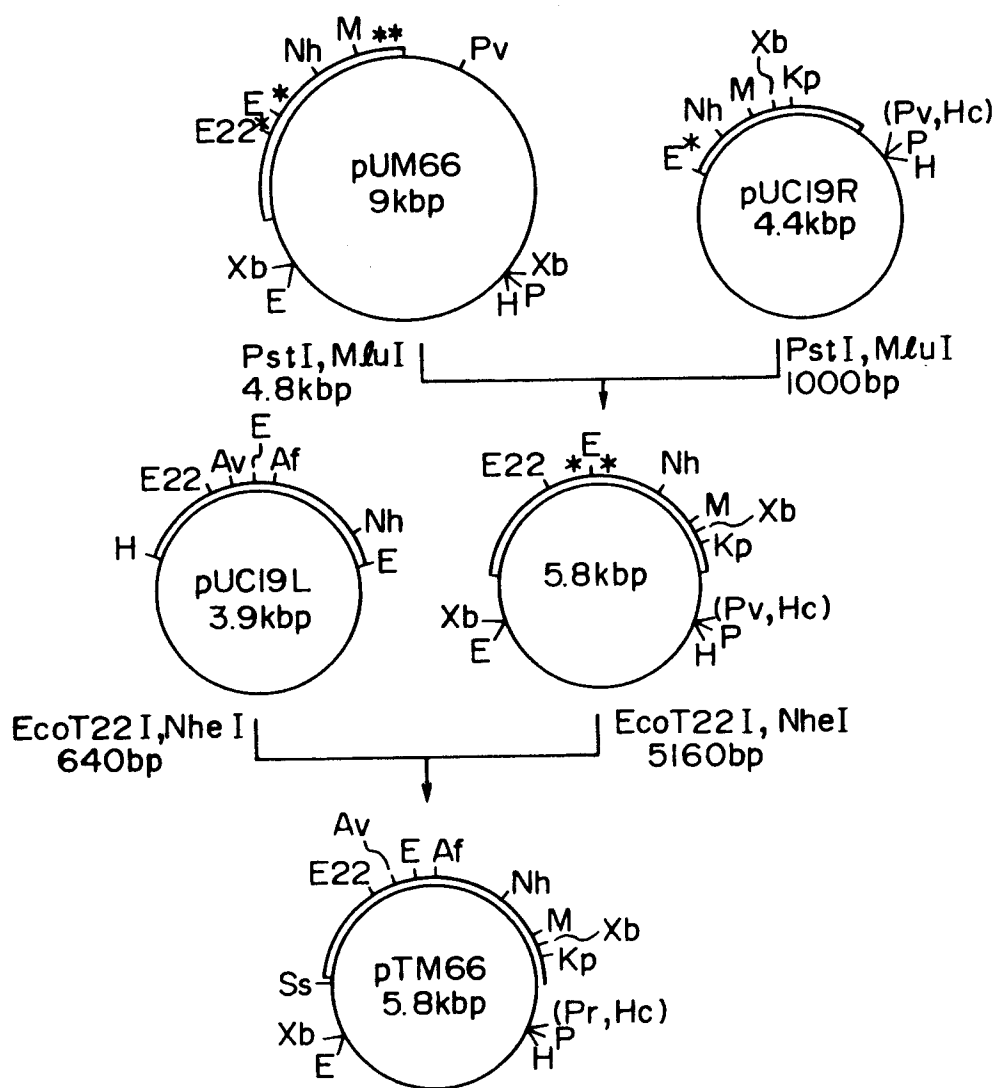 M **
Nh
Pv
E *
E22*
pUM66
9kbp
Xb
E
Xb
P
H
Xb
M
Kp
Nh
E*
(Pv,Hc)
P
H
pUC19R
4.4kbp
PstI,MluI
4.8kbp
PstI,MluI
1000bp
E
Av
Af
E22
H
Nh
E
pUC19L
3.9kbp
E
* *
E22
Nh
M
Xb
Kp
5.8kbp
Xb
E
(Pv,Hc)
P
H
EcoT22I,NheI
640bp
EcoT22I,NheI
5160bp
Av
E
Af
E22
Nh
M
Xb
Kp
Ss
pTM66
5.8kbp
Xb
E
(Pr,Hc)
P
H